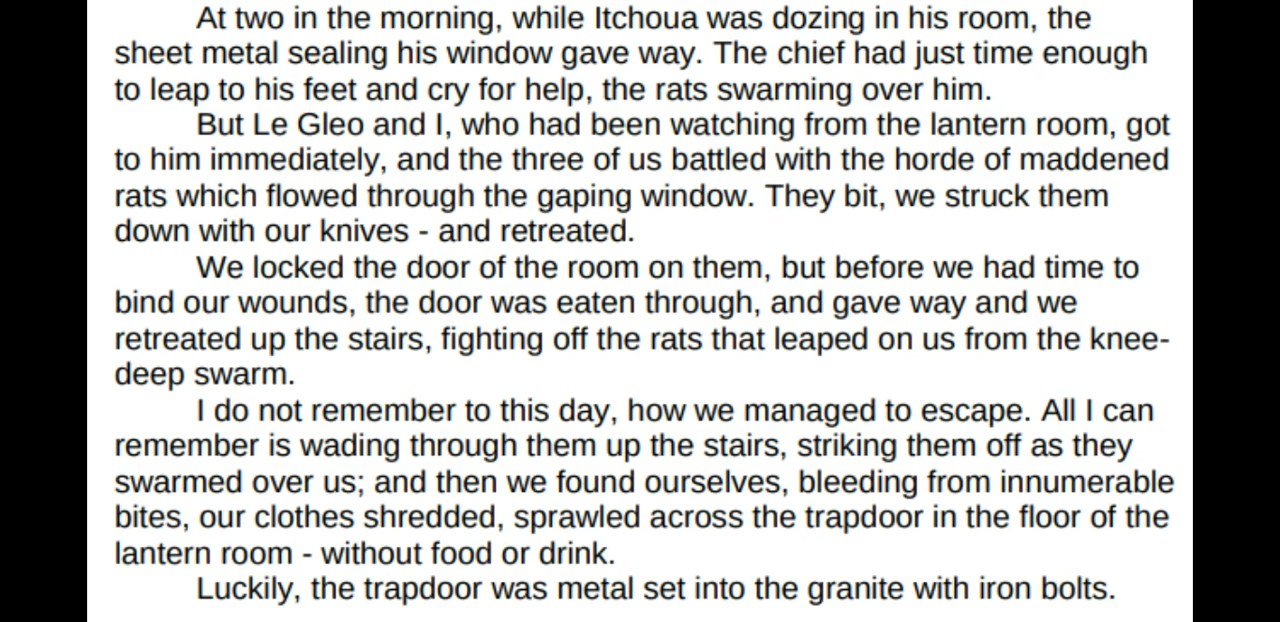 At two in the morning, while Itchoua was dozing in his room, the
sheet metal sealing his window gave way. The chief had just time enough
to leap to his feet and cry for help, the rats swarming over him.
But Le Gleo and I, who had been watching from the lantern room, got
to him immediately, and the three of us battled with the horde of maddened
rats which flowed through the gaping window. They bit, we struck them
down with our knives - and retreated.
We locked the door of the room on them, but before we had time to
bind our wounds, the door was eaten through, and gave way and we
retreated up the stairs, fighting off the rats that leaped on us from the knee-
deep swarm.
I do not remember to this day, how we managed to escape. All I can
remember is wading through them up the stairs, striking them off as they
swarmed over us; and then we found ourselves, bleeding from innumerable
bites, our clothes shredded, sprawled across the trapdoor in the floor of the
lantern room - without food or drink.
Luckily, the trapdoor was metal set into the granite with iron bolts.